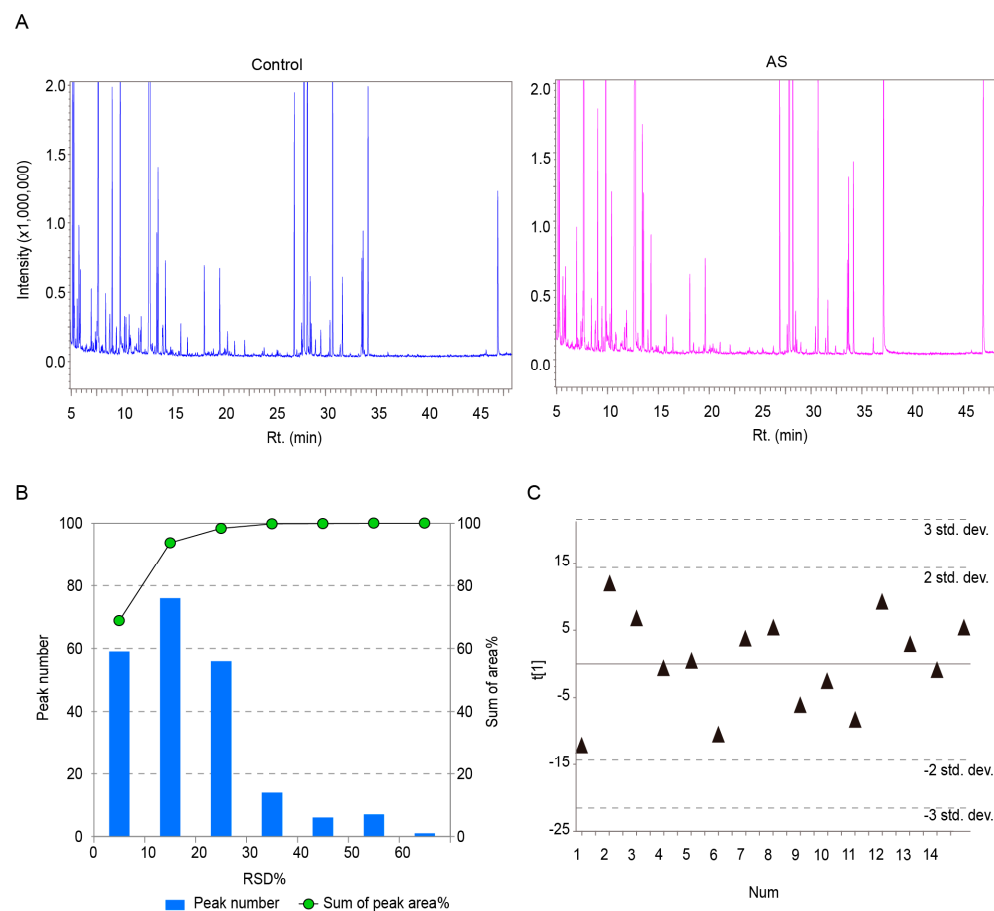 A
Control
AS
2.0
1.5
1.0
0.5
0.0
Intensity (x1,000,000)
5 10 15 20 25 30 35 40 45
Rt. (min)
2.0
1.5
1.0
0.5
0.0
5 10 15 20 25 30 35 40 45
Rt. (min)
B
100
80
60
40
20
0
Peak number
100
80
60
40
20
0
Sum of area%
0 10 20 30 40 50 60
RSD%
Peak number Sum of peak area%
C
15
5
-5
-15
-25
t[1]
3 std. dev.
2 std. dev.
-2 std. dev.
-3 std. dev.
1 2 3 4 5 6 7 8 9 10 11 12 13 14
Num